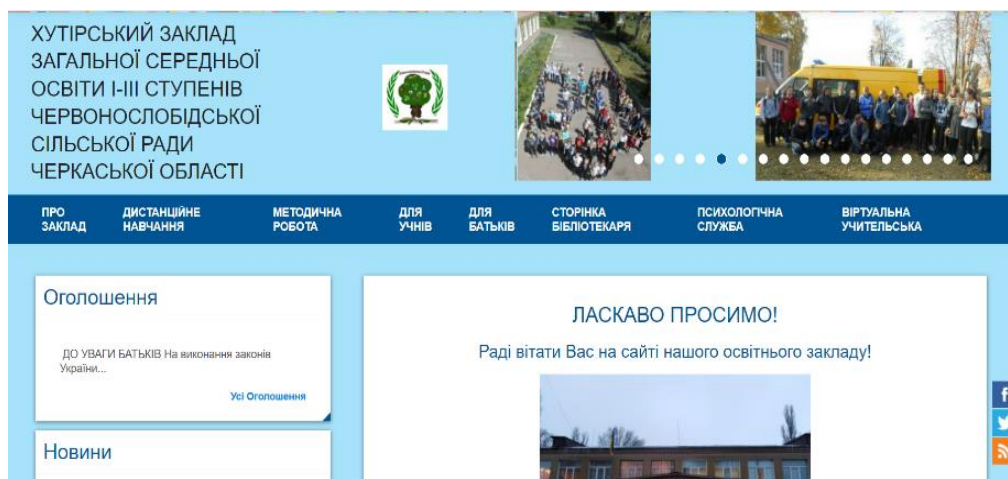 ХУТІРСЬКИЙ ЗАКЛАД
ЗАГАЛЬНОЇ СЕРЕДНЬОЇ
ОСВІТИ І-ІІІ СТУПЕНІВ
ЧЕРВОНОСЛОБІДСЬКОЇ
СІЛЬСЬКОЇ РАДИ
ЧЕРКАСЬКОЇ ОБЛАСТІ
ПРО ЗАКЛАД
ДИСТАНЦІЙНЕ НАВЧАННЯ
МЕТОДИЧНА РОБОТА
ДЛЯ УЧНІВ
ДЛЯ БАТЬКІВ
СТОРІНКА БІБЛІОТЕКАРЯ
ПСИХОЛОГІЧНА СЛУЖБА
ВІРТУАЛЬНА УЧИТЕЛЬСЬКА
Оголошення
ДО УВАГИ БАТЬКІВ На виконання законів
України...
Усі Оголошення
Новини
ЛАСКАВО ПРОСИМО!
Раді вітати Вас на сайті нашого освітнього закладу!